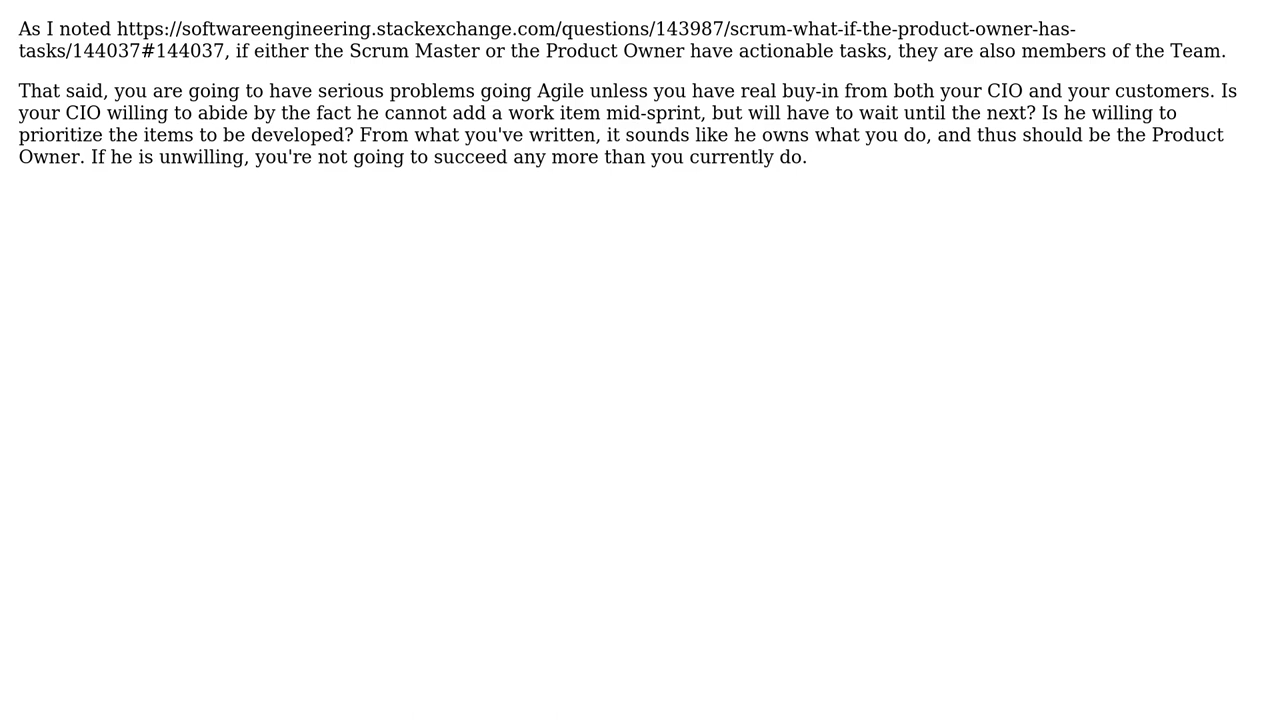 As I noted https://softwareengineering.stackexchange.com/questions/143987/scrum-what-if-the-product-owner-has-
tasks/144037#144037, if either the Scrum Master or the Product Owner have actionable tasks, they are also members of the Team.
That said, you are going to have serious problems going Agile unless you have real buy-in from both your CIO and your customers. Is
your CIO willing to abide by the fact he cannot add a work item mid-sprint, but will have to wait until the next? Is he willing to
prioritize the items to be developed? From what you've written, it sounds like he owns what you do, and thus should be the Product
Owner. If he is unwilling, you're not going to succeed any more than you currently do.